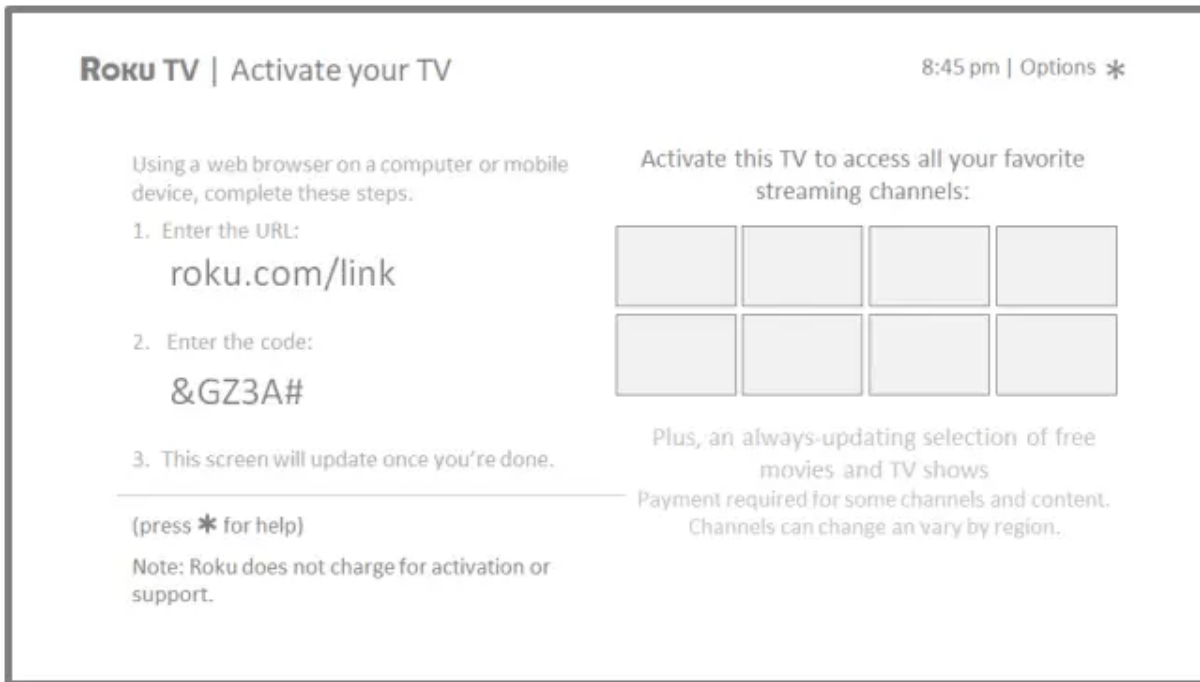 ROKU TV | Activate your TV
8:45 pm | Options *
Using a web browser on a computer or mobile
device, complete these steps.
1. Enter the URL:
roku.com/link
2. Enter the code:
&GZ3A#
3. This screen will update once you're done.
(press * for help)
Note: Roku does not charge for activation or
support.
Activate this TV to access all your favorite
streaming channels:
Plus, an always-updating selection of free
movies and TV shows
Payment required for some channels and content.
Channels can change an vary by region.